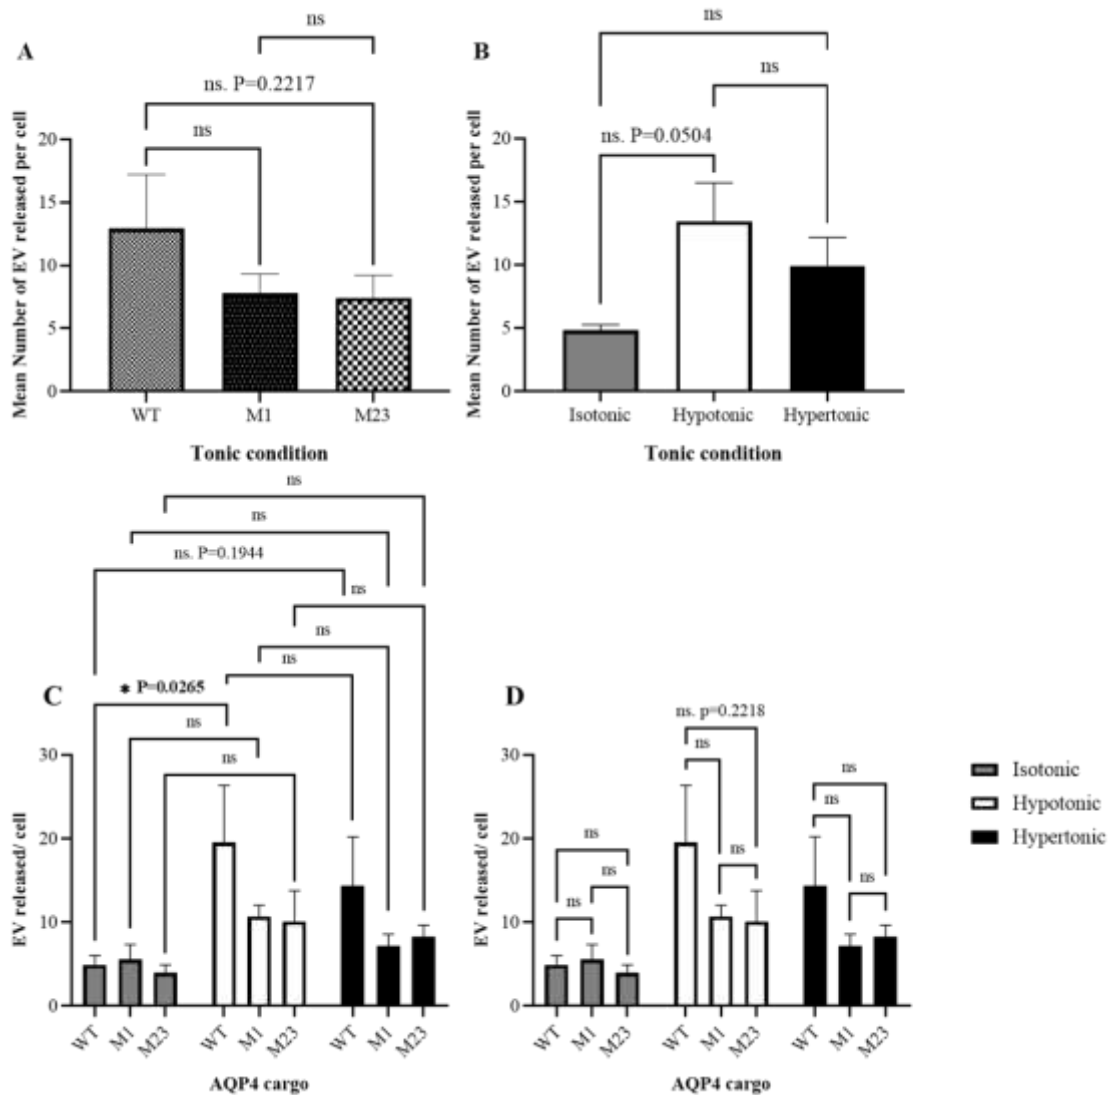 A
ns
ns. P=0.2217
ns
Mean Number of EV released per cell
20
15
10
5
0
WT
M1
M23
Tonic condition
B
ns
ns
ns. P=0.0504
Mean Number of EV released per cell
20
15
10
5
0
Isotonic
Hypotonic
Hypertonic
Tonic condition
C
ns
ns
ns. P=0.1944
ns
ns
ns
* P=0.0265
ns
ns
EV released/ cell
30
20
10
0
WT
M1
M23
WT
M1
M23
WT
M1
M23
AQP4 cargo
D
ns. p=0.2218
ns
ns
ns
ns
ns
ns
ns
ns
EV released/ cell
30
20
10
0
WT
M1
M23
WT
M1
M23
WT
M1
M23
AQP4 cargo
Isotonic
Hypotonic
Hypertonic